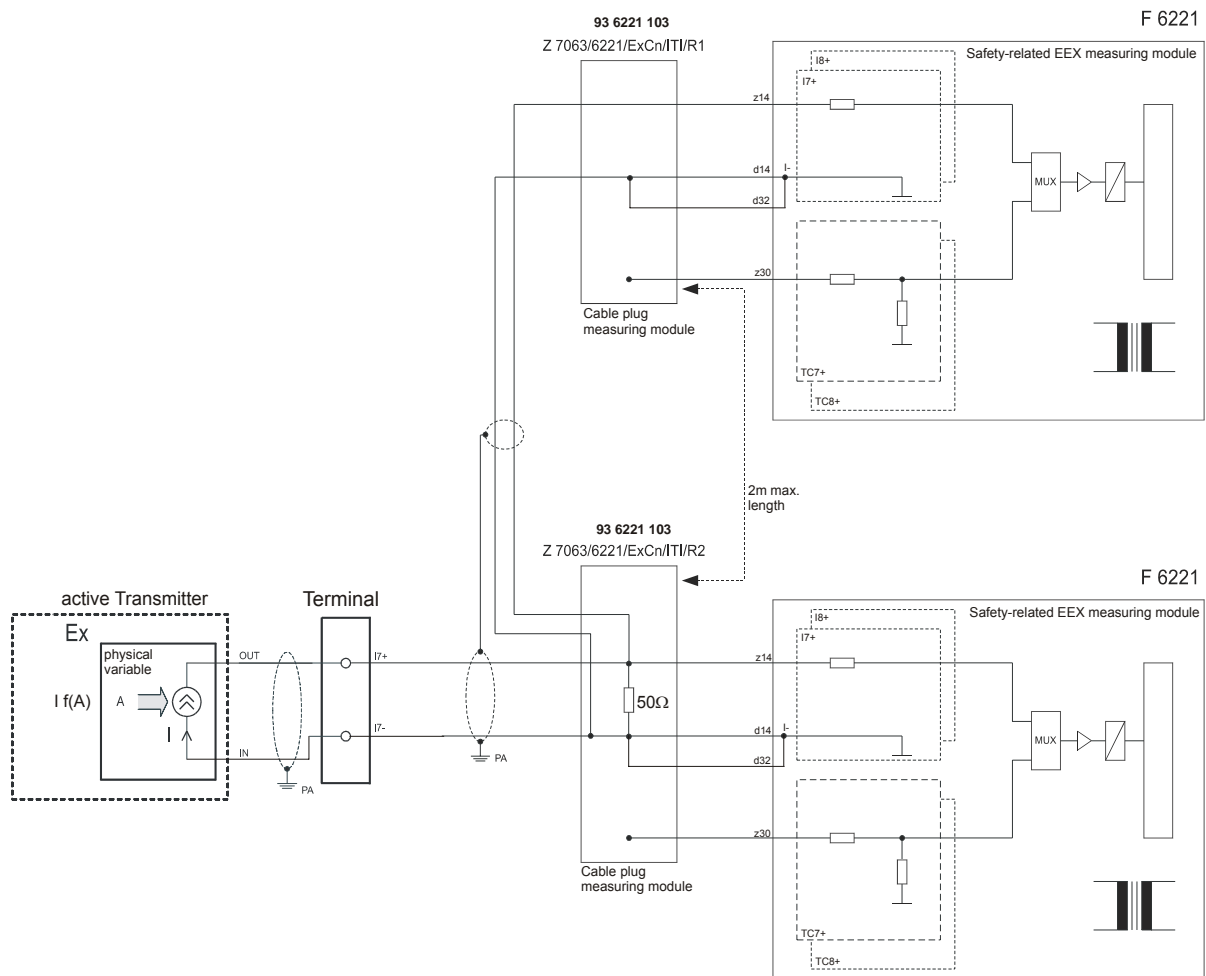 F 6221
93 6221 103
Z 7063/6221/ExCn/ITI/R1
Safety-related EEX measuring module
I8+
I7+
z14
d14
I-
d32
MUX
z30
Cable plug
measuring module
TC7+
TC8+
2m max.
length
93 6221 103
Z 7063/6221/ExCn/ITI/R2
F 6221
Safety-related EEX measuring module
I8+
I7+
active Transmitter
Terminal
Ex
physical
variable
OUT
I7+
z14
I f(A)
A
50Ω
I
I7-
d14
I-
d32
MUX
IN
PA
PA
z30
Cable plug
measuring module
TC7+
TC8+